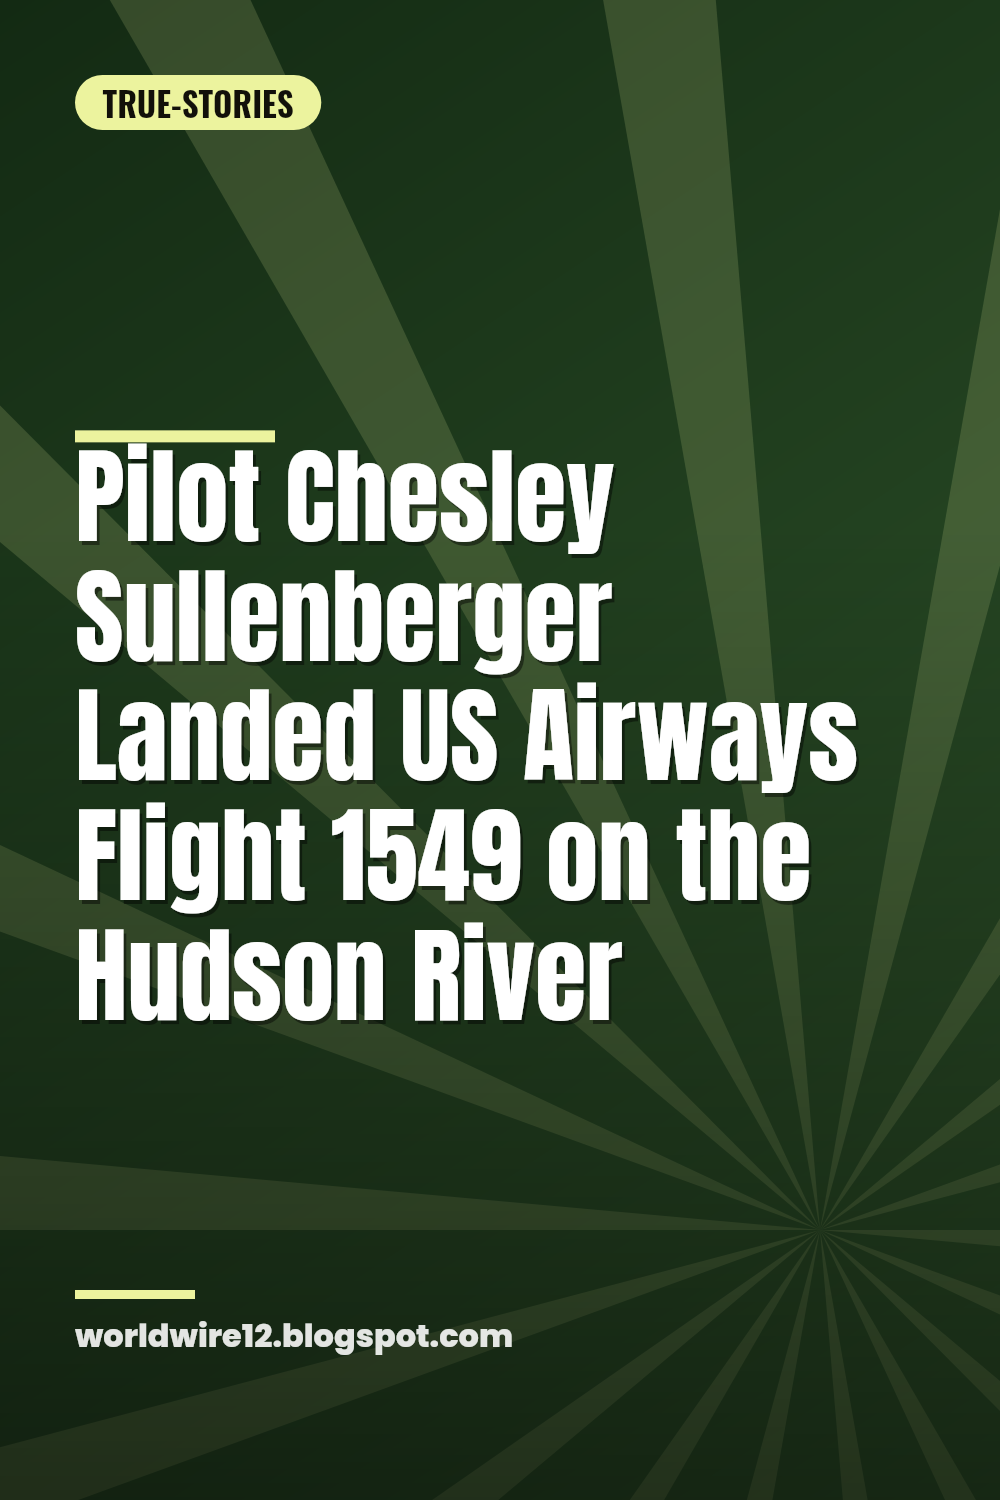 TRUE-STORIES
Pilot Chesley
Sullenberger
Landed US Airways
Flight 1549 on the
Hudson River
worldwire12.blogspot.com